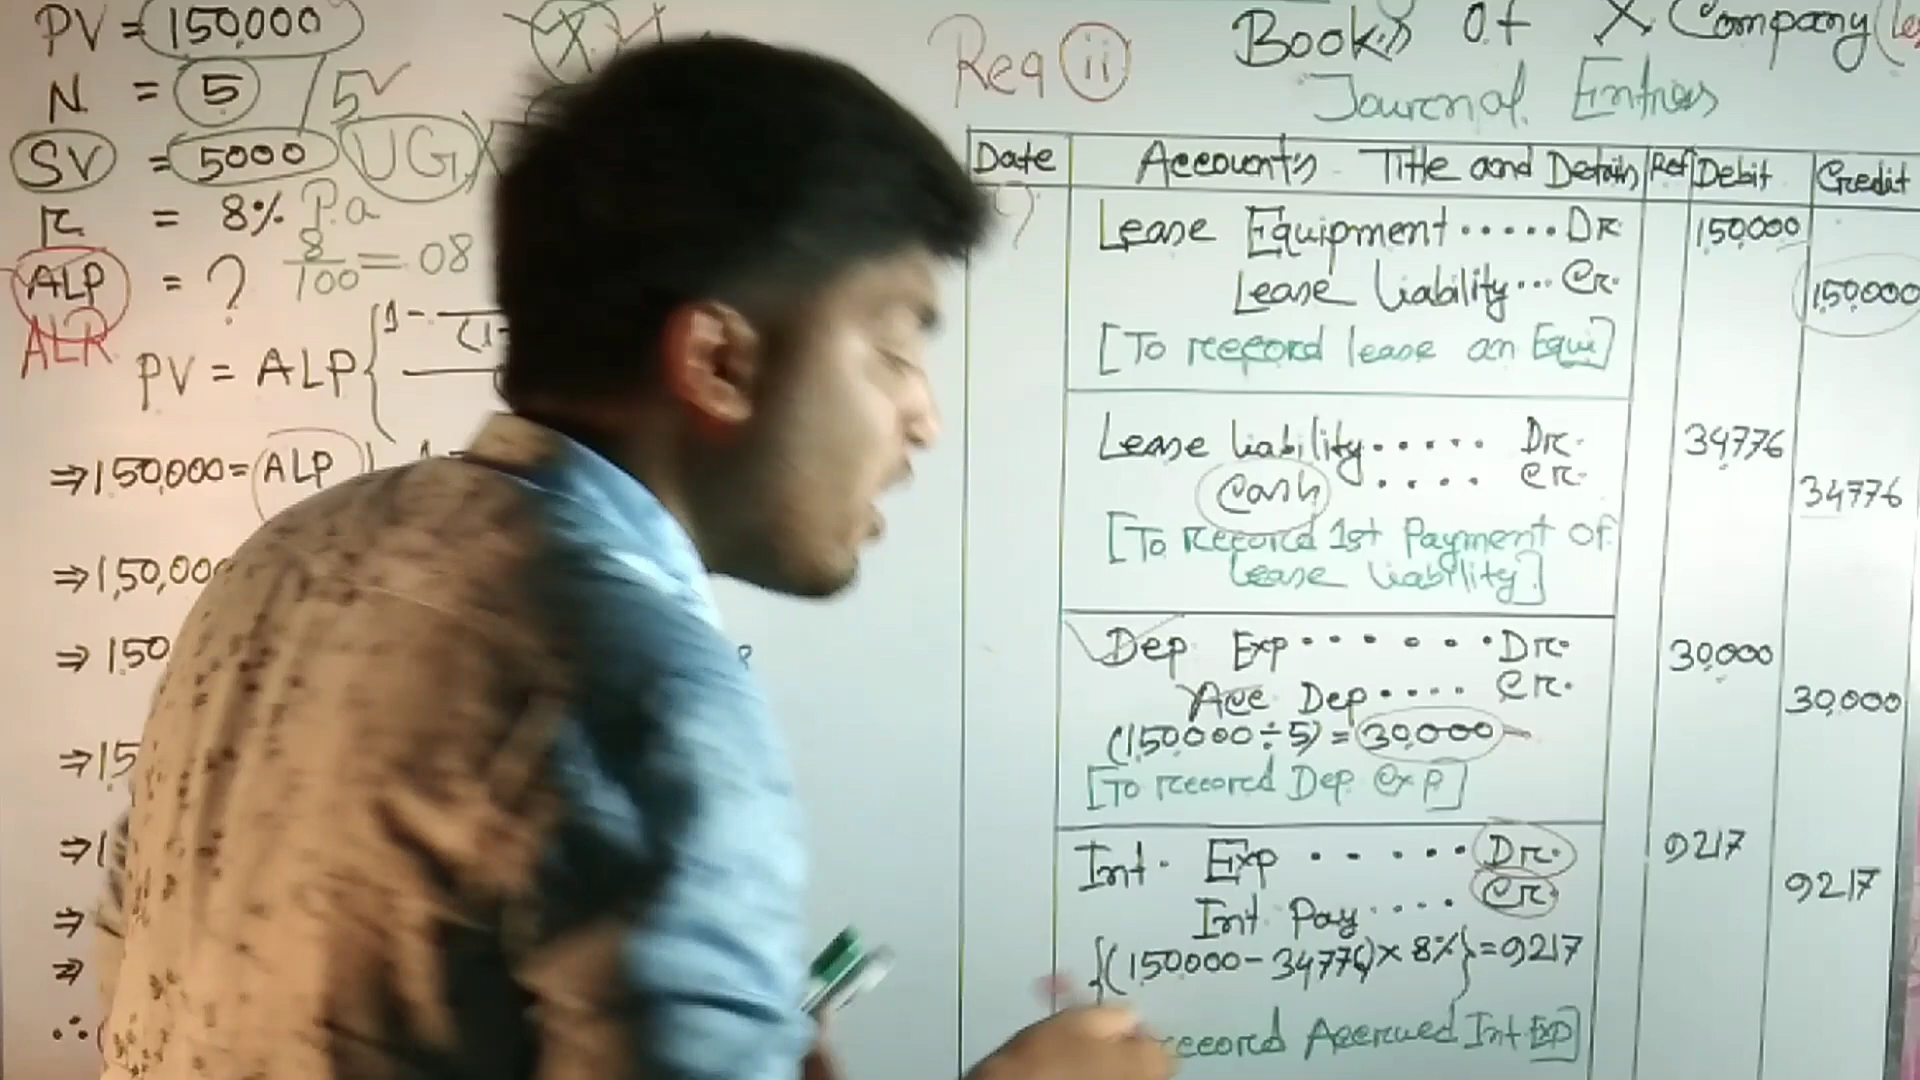 PV = 150,000
N = 5 / 5
SV = 5000 UG
R = 8% P.a
8/100 = 08
ALP = ?
ALR
PV = ALP { 1 -
⇒ 150,000 = ALP
⇒ 1,50,00
⇒ 150
⇒ 15
⇒ 1
⇒
⇒
∴
Req ii
Books Of X Company
Journal Entries
Date Accounts Title and Details Ref Debit Credit
Lease Equipment ..... DR. 150,000
Lease Liability ... CR. 150,000
[To record lease an Equi]
Lease liability ..... DR. 34776
Cash .... CR. 34776
[To Record 1st Payment Of
lease liability]
Dep Exp ...... DR. 30,000
Acc Dep .... CR. 30,000
(150,000 ÷ 5) = 30,000
[To record Dep exp]
Int. Exp ..... DR. 9217
Int Pay .... CR. 9217
{(150000 - 34776) × 8%} = 9217
record Accrued Int Exp]